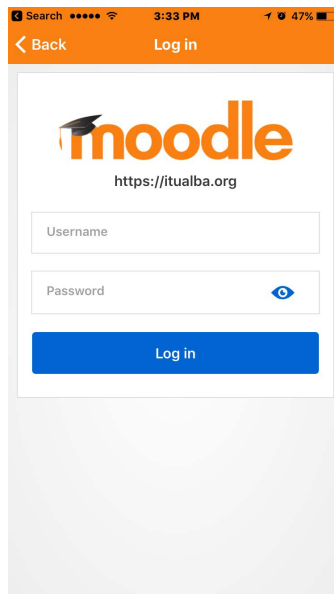 Search 3:33 PM 47%
Back Log in
moodle
https://itualba.org
Username
Password
Log in